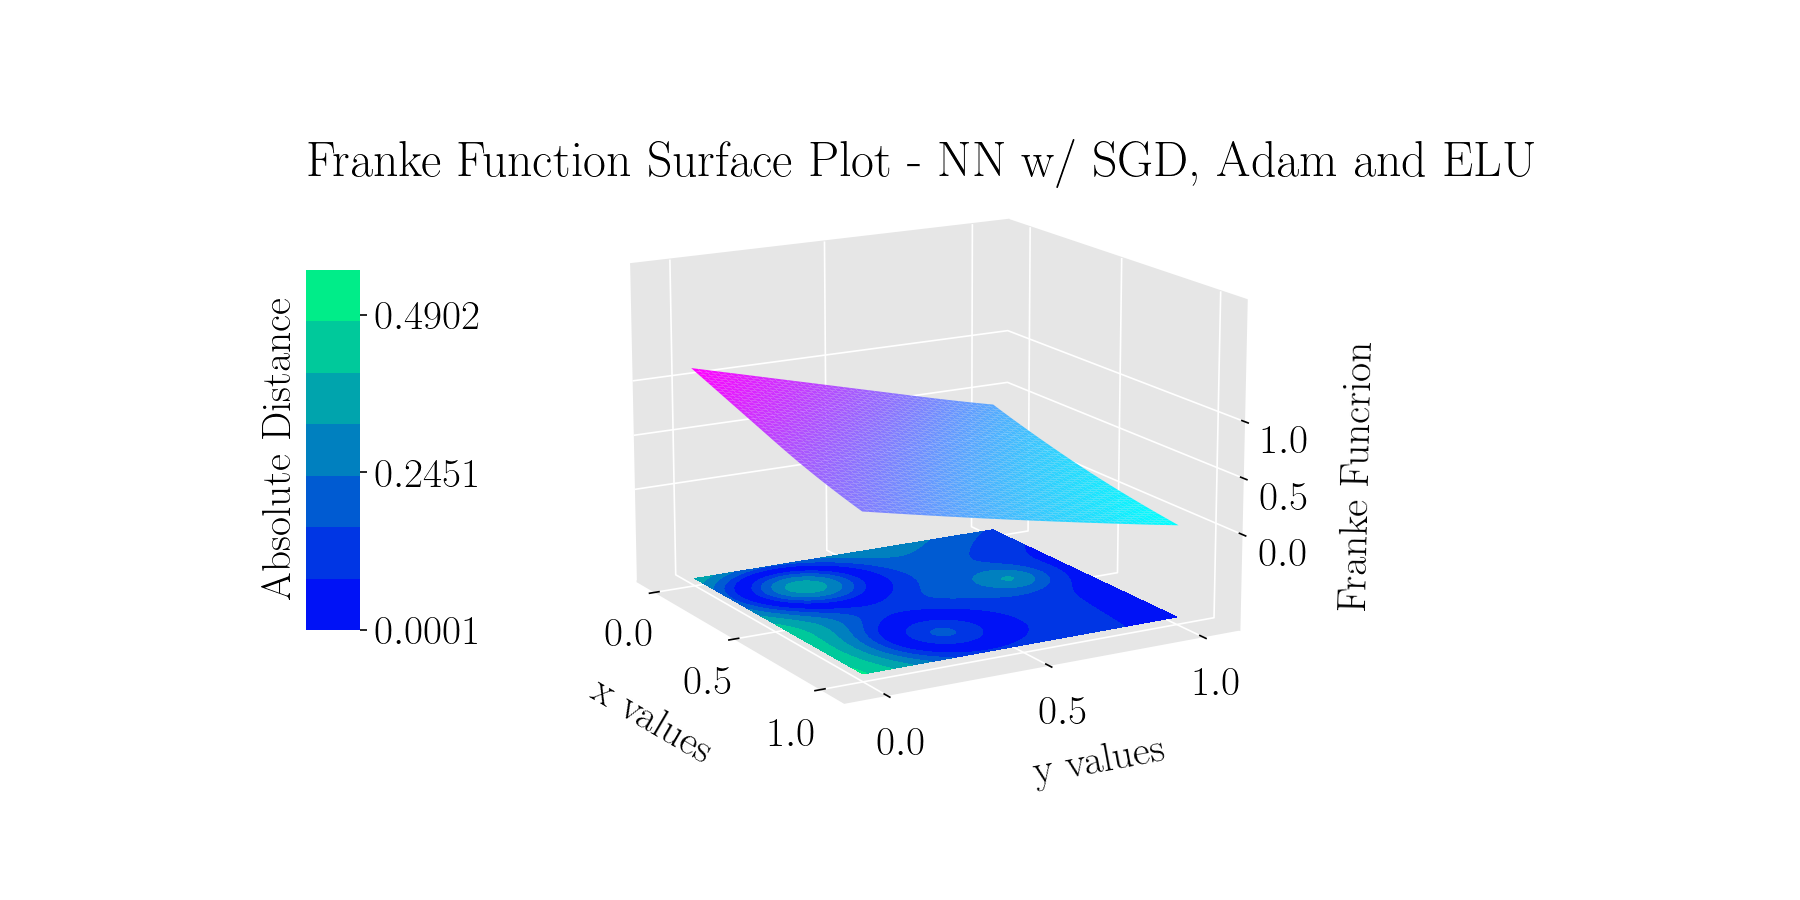 Franke Function Surface Plot - NN w/ SGD, Adam and ELU
Absolute Distance
0.4902
0.2451
0.0001
1.0
0.5
0.0
Franke Funcrion
0.0
0.5
1.0
x values
0.0
0.5
1.0
y values